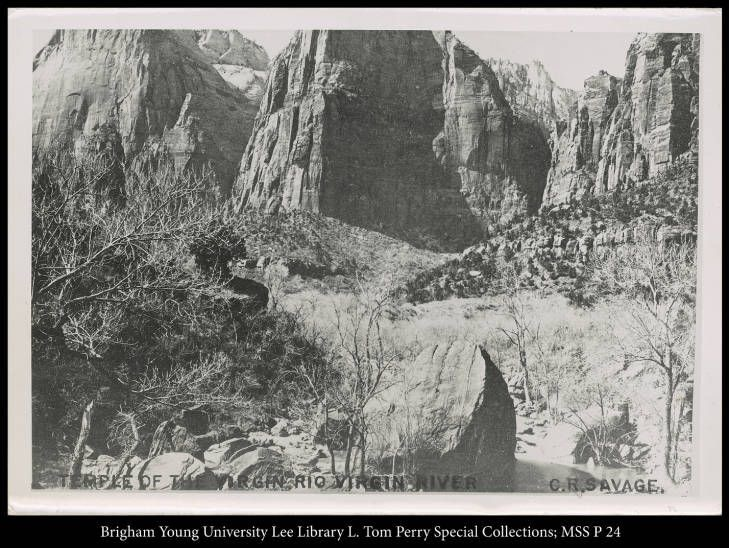 TEMPLE OF THE VIRGIN RIO VIRGIN RIVER C.R.SAVAGE.
Brigham Young University Lee Library L. Tom Perry Special Collections; MSS P 24